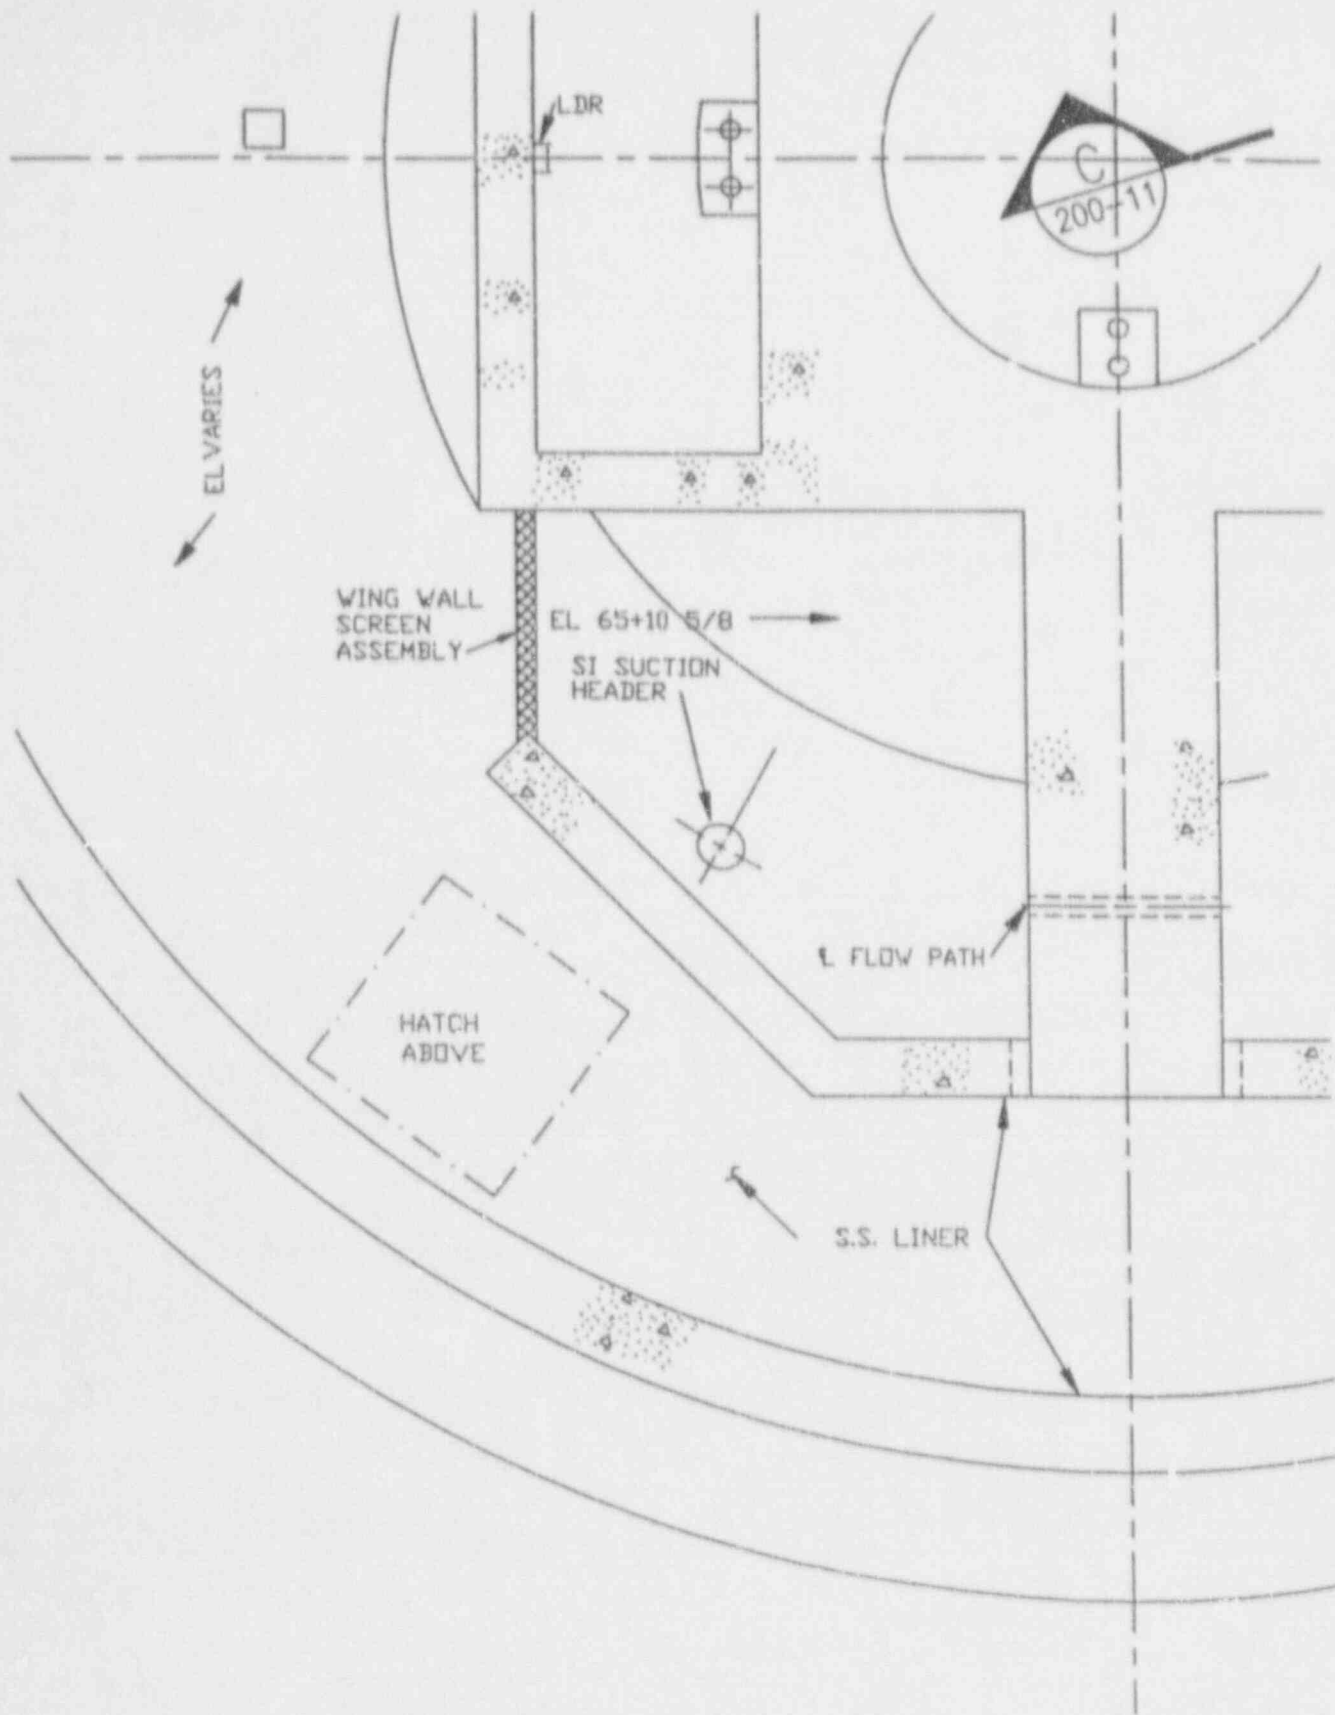 LDR
C
200-11
EL VARIES
WING WALL
SCREEN
ASSEMBLY
EL 65+10 5/8
SI SUCTION
HEADER
℄ FLOW PATH
HATCH
ABOVE
S.S. LINER